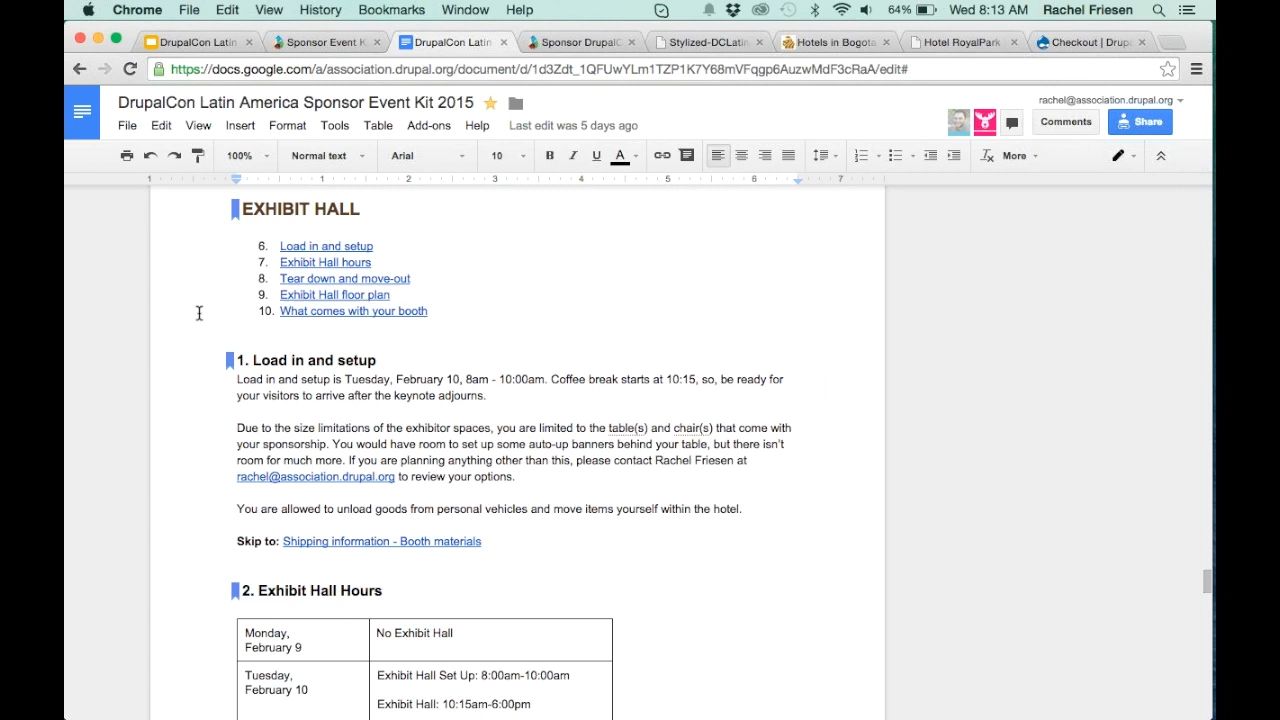 Chrome File Edit View History Bookmarks Window Help 64% Wed 8:13 AM Rachel Friesen
DrupalCon Latin Sponsor Event K DrupalCon Latin Sponsor DrupalC Stylized-DCLatin Hotels in Bogota Hotel RoyalPark Checkout | Drup
https://docs.google.com/a/association.drupal.org/document/d/1d3Zdt_1QFUwYLm1TZP1K7Y68mVFqgp6AuzwMdF3cRaA/edit#
DrupalCon Latin America Sponsor Event Kit 2015
rachel@association.drupal.org
File Edit View Insert Format Tools Table Add-ons Help Last edit was 5 days ago
Comments Share
100% Normal text Arial 10 B I U A More
1 1 2 3 4 5 6 7
EXHIBIT HALL
6. Load in and setup
7. Exhibit Hall hours
8. Tear down and move-out
9. Exhibit Hall floor plan
10. What comes with your booth
1. Load in and setup
Load in and setup is Tuesday, February 10, 8am - 10:00am. Coffee break starts at 10:15, so, be ready for
your visitors to arrive after the keynote adjourns.
Due to the size limitations of the exhibitor spaces, you are limited to the table(s) and chair(s) that come with
your sponsorship. You would have room to set up some auto-up banners behind your table, but there isn't
room for much more. If you are planning anything other than this, please contact Rachel Friesen at
rachel@association.drupal.org to review your options.
You are allowed to unload goods from personal vehicles and move items yourself within the hotel.
Skip to: Shipping information - Booth materials
2. Exhibit Hall Hours
Monday,
February 9
No Exhibit Hall
Tuesday,
February 10
Exhibit Hall Set Up: 8:00am-10:00am
Exhibit Hall: 10:15am-6:00pm